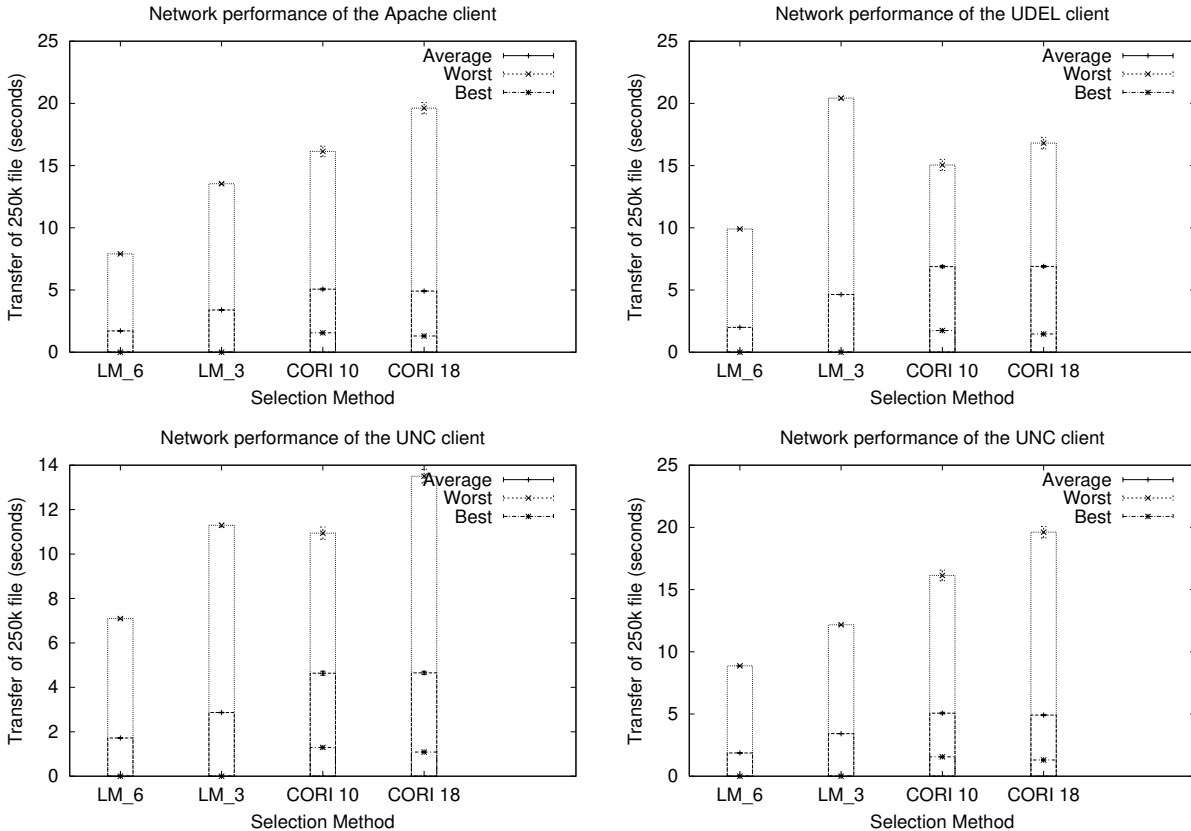 Network performance of the Apache client
Transfer of 250k file (seconds)
25
20
15
10
5
0
Average
Worst
Best
LM_6 LM_3 CORI 10 CORI 18
Selection Method
Network performance of the UDEL client
Transfer of 250k file (seconds)
25
20
15
10
5
0
Average
Worst
Best
LM_6 LM_3 CORI 10 CORI 18
Selection Method
Network performance of the UNC client
Transfer of 250k file (seconds)
14
12
10
8
6
4
2
0
Average
Worst
Best
LM_6 LM_3 CORI 10 CORI 18
Selection Method
Network performance of the UNC client
Transfer of 250k file (seconds)
25
20
15
10
5
0
Average
Worst
Best
LM_6 LM_3 CORI 10 CORI 18
Selection Method